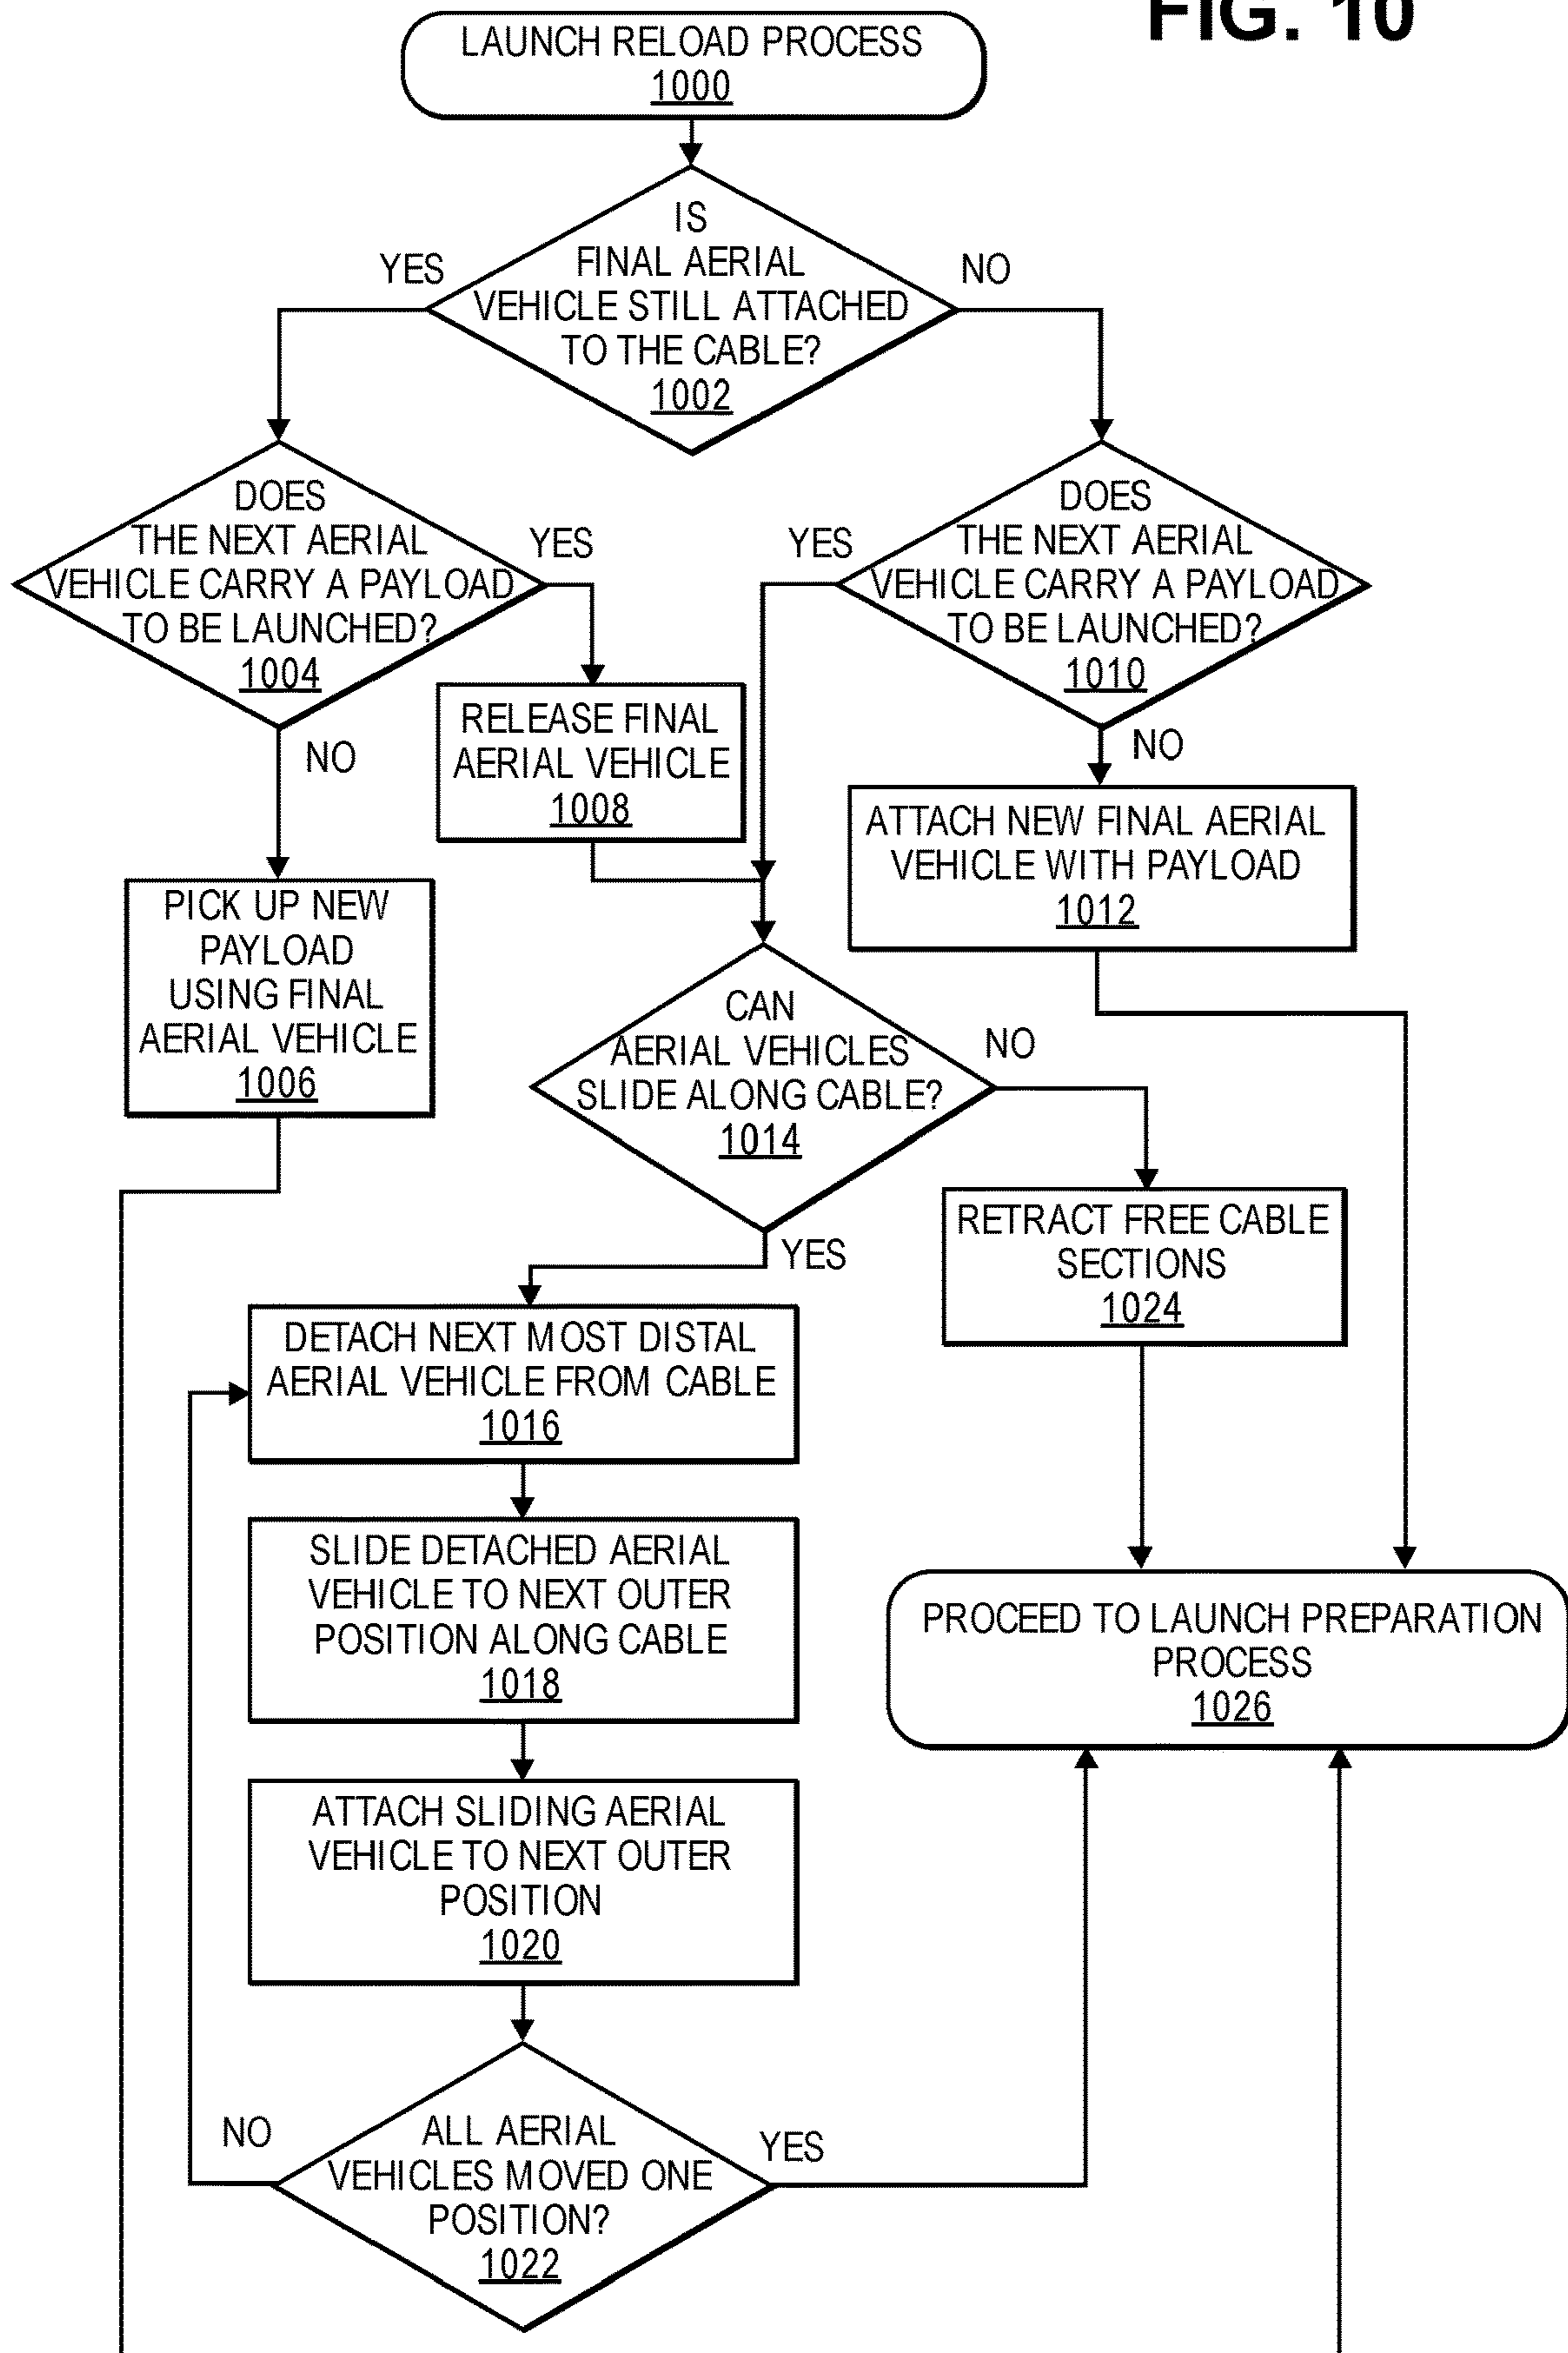 FIG. 10
LAUNCH RELOAD PROCESS
1000
IS
FINAL AERIAL
VEHICLE STILL ATTACHED
TO THE CABLE?
1002
YES
NO
DOES
THE NEXT AERIAL
VEHICLE CARRY A PAYLOAD
TO BE LAUNCHED?
1004
YES
NO
DOES
THE NEXT AERIAL
VEHICLE CARRY A PAYLOAD
TO BE LAUNCHED?
1010
YES
NO
RELEASE FINAL
AERIAL VEHICLE
1008
ATTACH NEW FINAL AERIAL
VEHICLE WITH PAYLOAD
1012
PICK UP NEW
PAYLOAD
USING FINAL
AERIAL VEHICLE
1006
CAN
AERIAL VEHICLES
SLIDE ALONG CABLE?
1014
NO
YES
RETRACT FREE CABLE
SECTIONS
1024
DETACH NEXT MOST DISTAL
AERIAL VEHICLE FROM CABLE
1016
SLIDE DETACHED AERIAL
VEHICLE TO NEXT OUTER
POSITION ALONG CABLE
1018
PROCEED TO LAUNCH PREPARATION
PROCESS
1026
ATTACH SLIDING AERIAL
VEHICLE TO NEXT OUTER
POSITION
1020
NO
ALL AERIAL
VEHICLES MOVED ONE
POSITION?
1022
YES